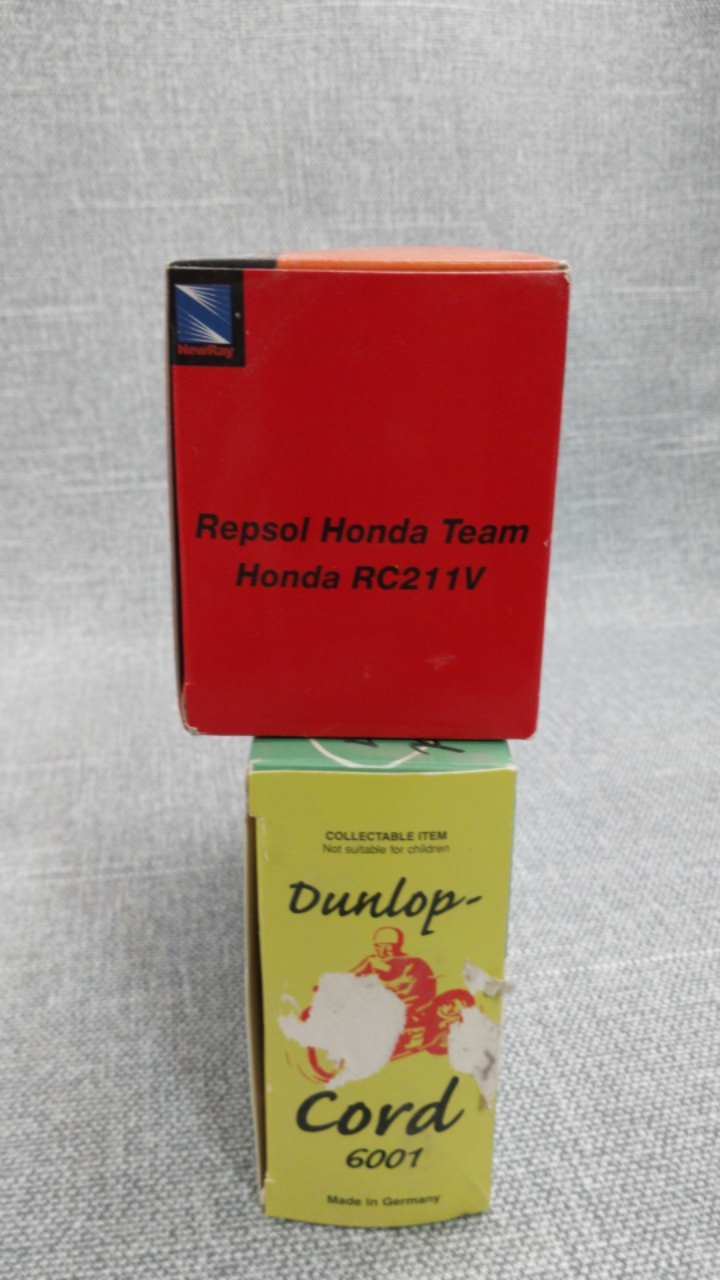 NewRay
Repsol Honda Team
Honda RC211V
COLLECTABLE ITEM
Not suitable for children
Dunlop-
Cord
6001
Made in Germany